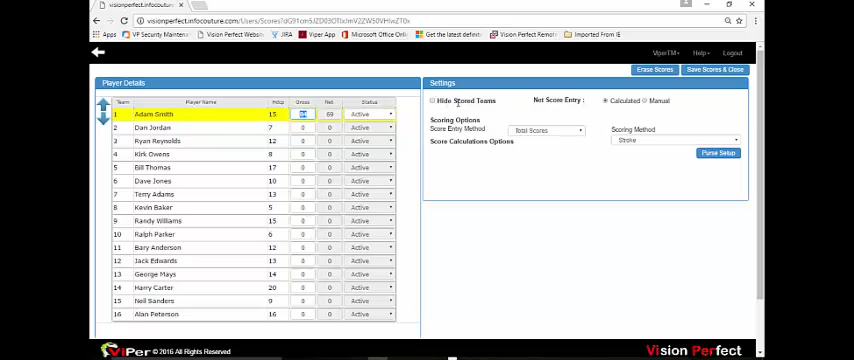 visionperfect.infocouture.com
visionperfect.infocouture.com/Users/Scores?
Apps VP Security Mainten Vision Perfect Website JIRA Viper App Microsoft Office Onl Get the latest definit Vision Perfect Remote Imported From IE
ViperTM Help Logout
Erase Scores Save Scores & Close
Player Details
Settings
Team Player Name Hdcp Gross Net Status
1 Adam Smith 15 84 69 Active
2 Dan Jordan 7 0 0 Active
3 Ryan Reynolds 12 0 0 Active
4 Kirk Owens 8 0 0 Active
5 Bill Thomas 17 0 0 Active
6 Dave Jones 10 0 0 Active
7 Terry Adams 13 0 0 Active
8 Kevin Baker 5 0 0 Active
9 Randy Williams 15 0 0 Active
10 Ralph Parker 6 0 0 Active
11 Bary Anderson 12 0 0 Active
12 Jack Edwards 13 0 0 Active
13 George Mays 14 0 0 Active
14 Harry Carter 20 0 0 Active
15 Neil Sanders 9 0 0 Active
16 Alan Peterson 16 0 0 Active
Hide Scored Teams Net Score Entry : Calculated Manual
Scoring Options
Score Entry Method Total Scores
Scoring Method
Stroke
Score Calculations Options
Purse Setup
ViPer © 2016 All Rights Reserved
Vision Perfect